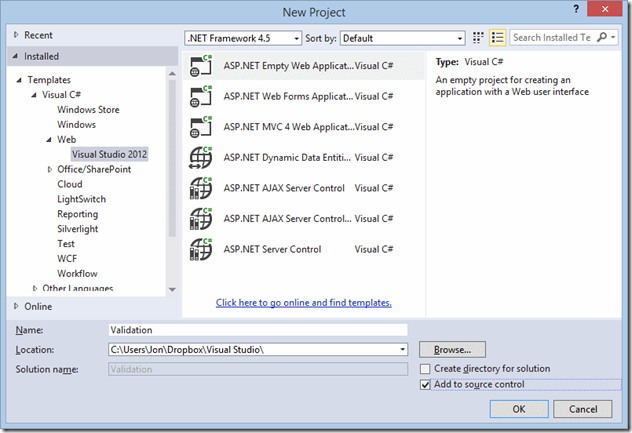 New Project
?
Recent
Installed
Templates
Visual C#
Windows Store
Windows
Web
Visual Studio 2012
Office/SharePoint
Cloud
LightSwitch
Reporting
Silverlight
Test
WCF
Workflow
Other Languages
Online
.NET Framework 4.5
Sort by: Default
Search Installed Te
ASP.NET Empty Web Applicat... Visual C#
ASP.NET Web Forms Applicat... Visual C#
ASP.NET MVC 4 Web Applicat... Visual C#
ASP.NET Dynamic Data Entiti... Visual C#
ASP.NET AJAX Server Control Visual C#
ASP.NET AJAX Server Control... Visual C#
ASP.NET Server Control Visual C#
Click here to go online and find templates.
Type: Visual C#
An empty project for creating an
application with a Web user interface
Name: Validation
Location: C:\Users\Jon\Dropbox\Visual Studio\
Browse...
Solution name: Validation
Create directory for solution
Add to source control
OK
Cancel